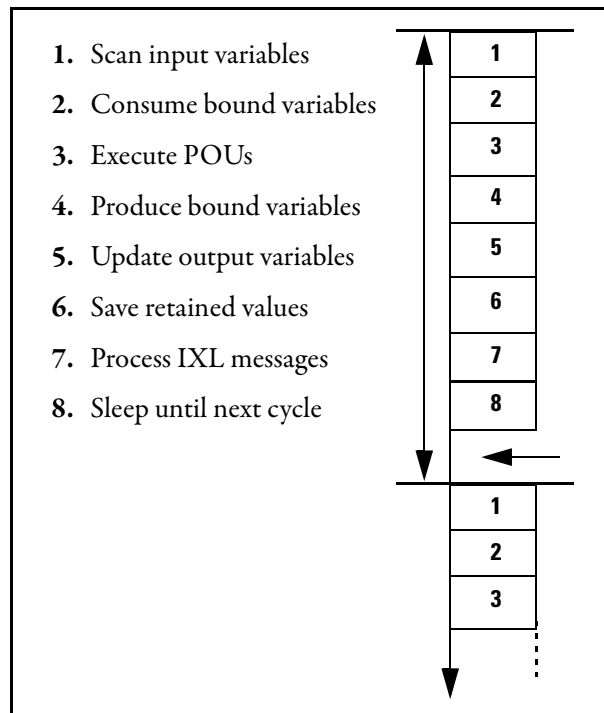 1. Scan input variables
2. Consume bound variables
3. Execute POUs
4. Produce bound variables
5. Update output variables
6. Save retained values
7. Process IXL messages
8. Sleep until next cycle
1
2
3
4
5
6
7
8
1
2
3